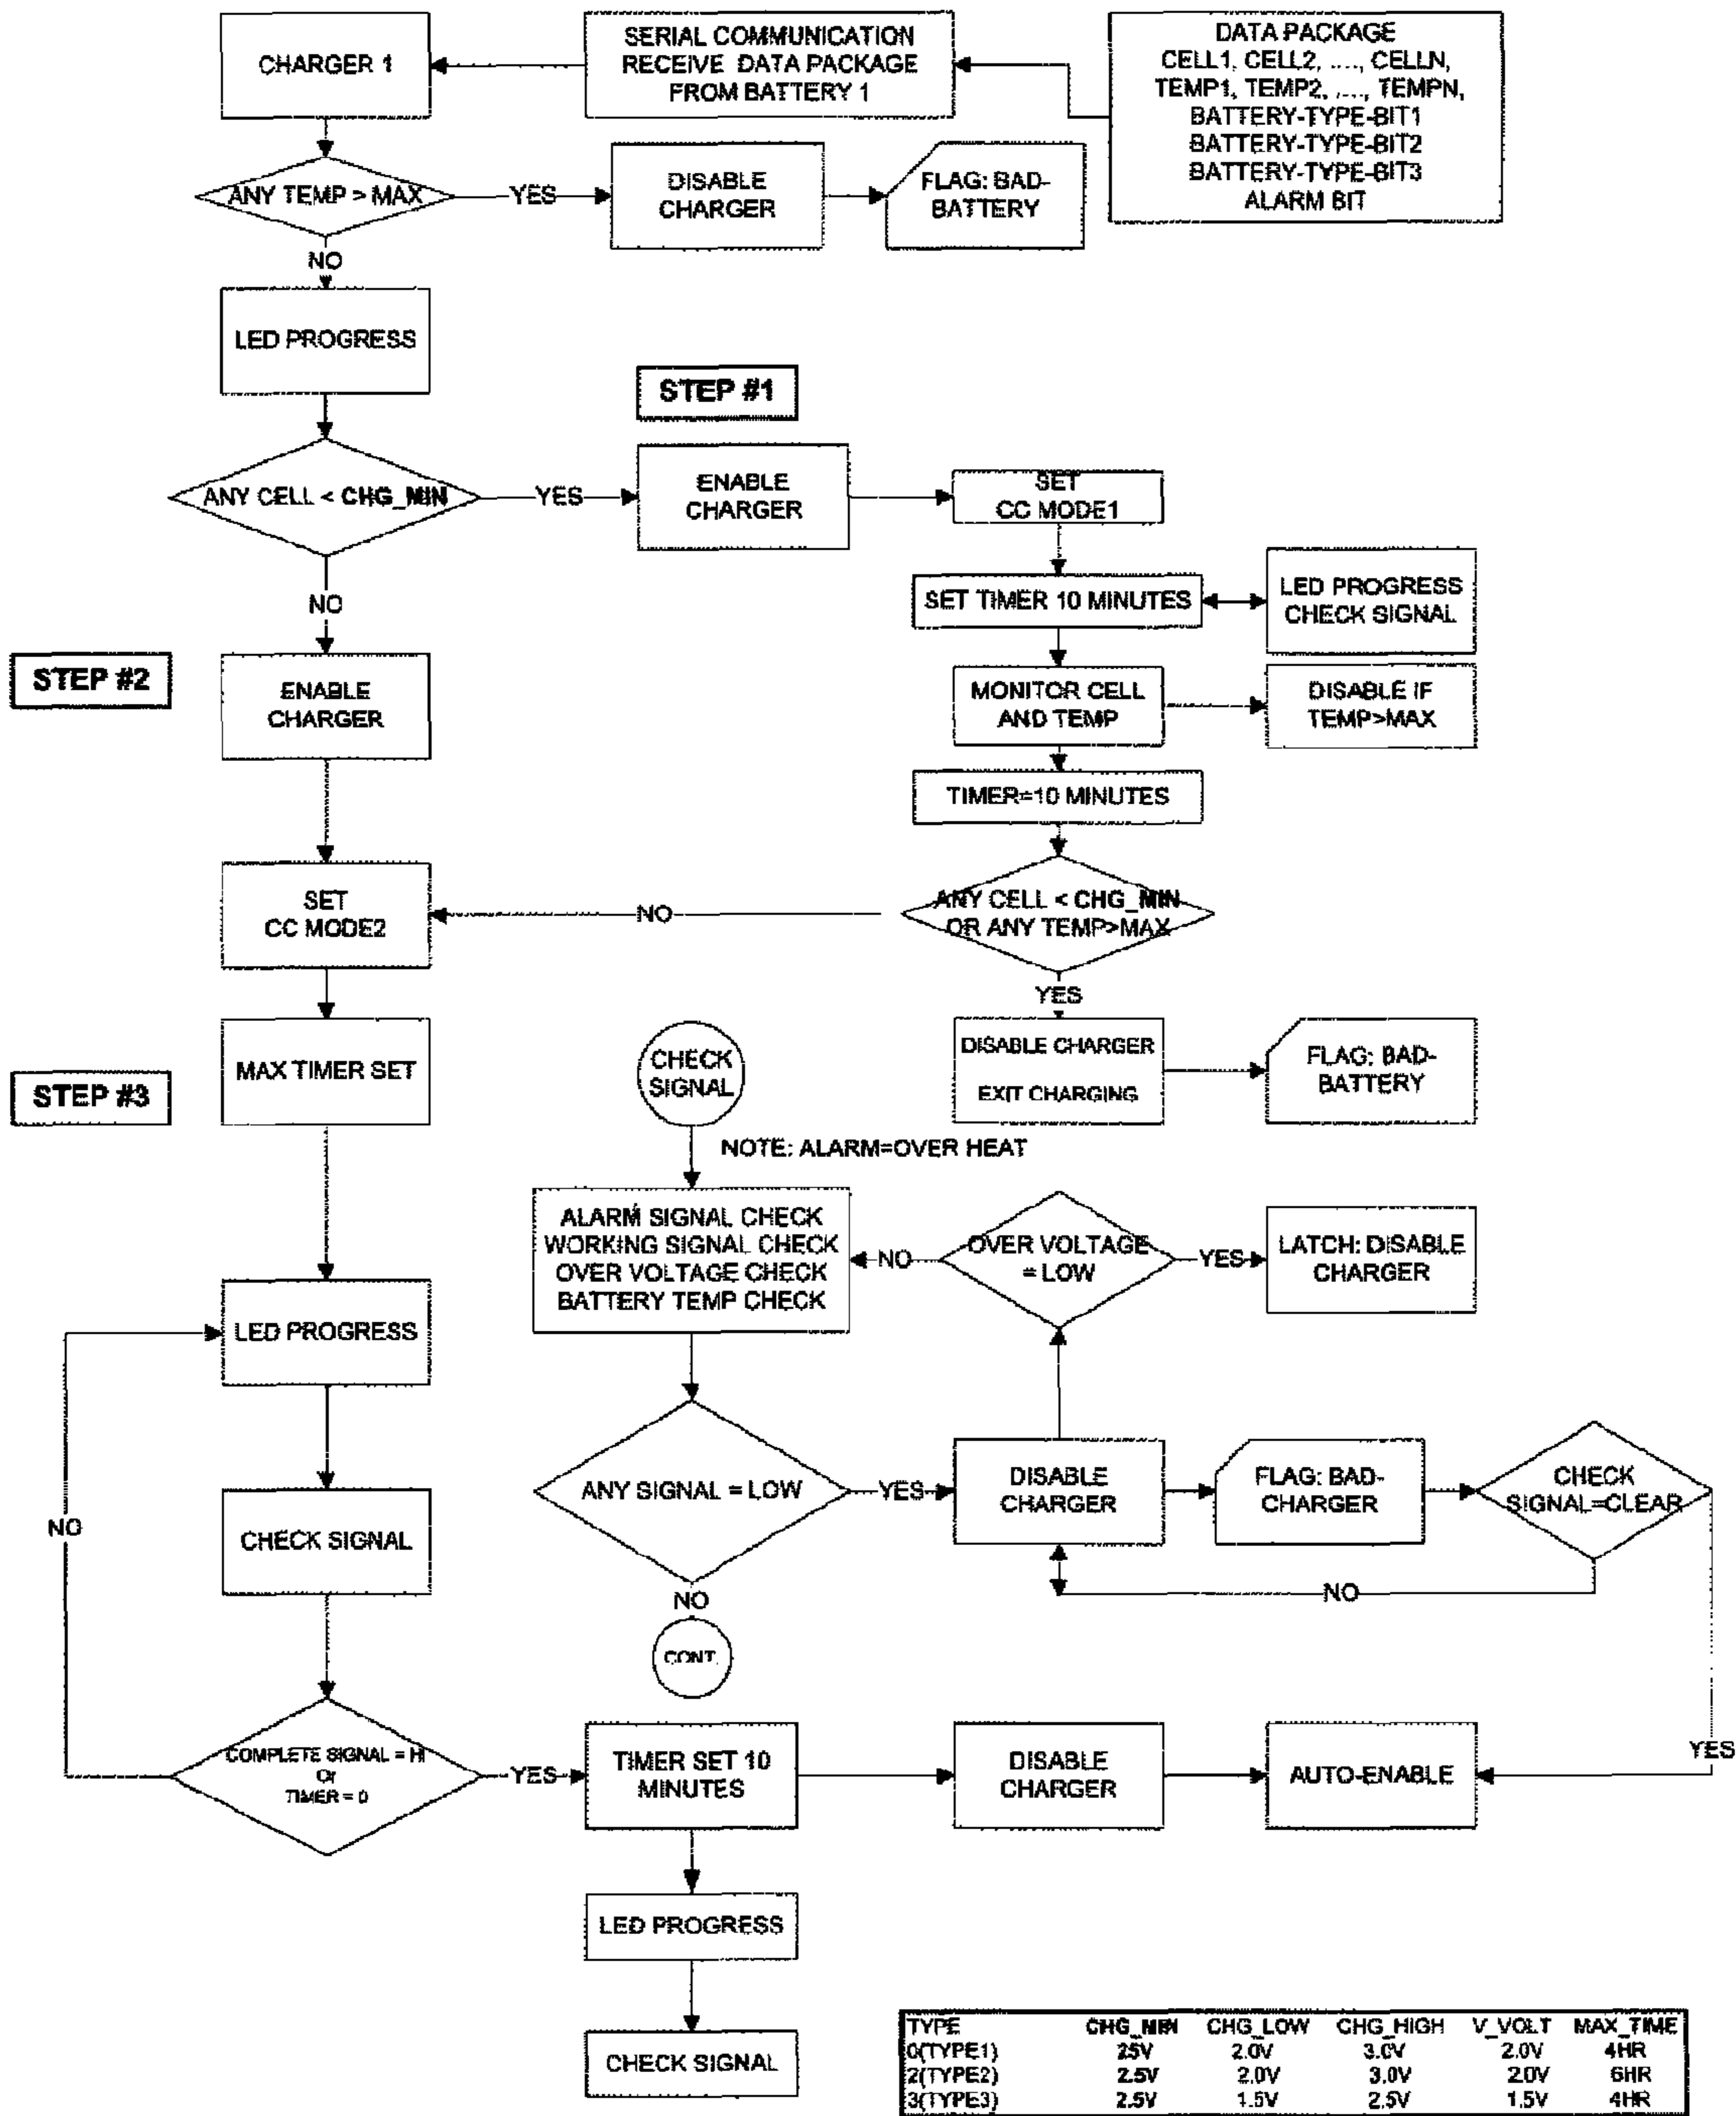 CHARGER 1
SERIAL COMMUNICATION
RECEIVE DATA PACKAGE
FROM BATTERY 1
DATA PACKAGE
CELL1, CELL2, ...., CELLN,
TEMP1, TEMP2, ...., TEMPN,
BATTERY-TYPE-BIT1
BATTERY-TYPE-BIT2
BATTERY-TYPE-BIT3
ALARM BIT
ANY TEMP > MAX
YES
DISABLE
CHARGER
FLAG: BAD-
BATTERY
NO
LED PROGRESS
STEP #1
ANY CELL < CHG_MIN
YES
ENABLE
CHARGER
SET
CC MODE1
NO
SET TIMER 10 MINUTES
LED PROGRESS
CHECK SIGNAL
STEP #2
ENABLE
CHARGER
MONITOR CELL
AND TEMP
DISABLE IF
TEMP>MAX
TIMER=10 MINUTES
SET
CC MODE2
NO
ANY CELL < CHG_MIN
OR ANY TEMP>MAX
YES
MAX TIMER SET
STEP #3
CHECK
SIGNAL
DISABLE CHARGER
EXIT CHARGING
FLAG: BAD-
BATTERY
NOTE: ALARM=OVER HEAT
ALARM SIGNAL CHECK
WORKING SIGNAL CHECK
OVER VOLTAGE CHECK
BATTERY TEMP CHECK
NO
OVER VOLTAGE
= LOW
YES
LATCH: DISABLE
CHARGER
LED PROGRESS
ANY SIGNAL = LOW
YES
DISABLE
CHARGER
FLAG: BAD-
CHARGER
CHECK
SIGNAL=CLEAR
NO
CHECK SIGNAL
NO
NO
CONT.
COMPLETE SIGNAL = HI
Or
TIMER = 0
YES
TIMER SET 10
MINUTES
DISABLE
CHARGER
AUTO-ENABLE
YES
LED PROGRESS
CHECK SIGNAL
TYPE CHG_MIN CHG_LOW CHG_HIGH V_VOLT MAX_TIME
0(TYPE1) 25V 2.0V 3.0V 2.0V 4HR
2(TYPE2) 2.5V 2.0V 3.0V 2.0V 6HR
3(TYPE3) 2.5V 1.5V 2.5V 1.5V 4HR